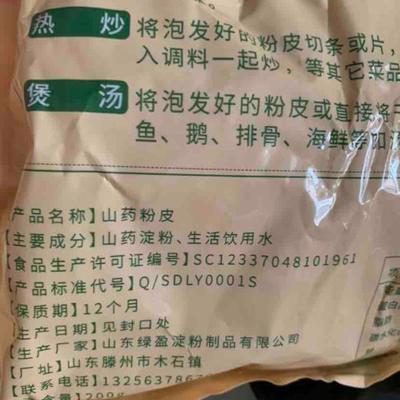 热 炒
将泡发好的粉皮切条或片,
入调料一起炒,等其它菜品
煲 汤
将泡发好的粉皮或直接将干
鱼、鹅、排骨、海鲜等加
【产品名称】山药粉皮
【主要成分】山药淀粉、生活饮用水
【食品生产许可证编号】SC12337048101961
【产品标准代号】Q/SDLY0001S
【保质期】12个月
【生产日期】见封口处
【生产厂家】山东绿盈淀粉制品有限公司
【厂址】山东滕州市木石镇
【联系电话】1325637867
200g